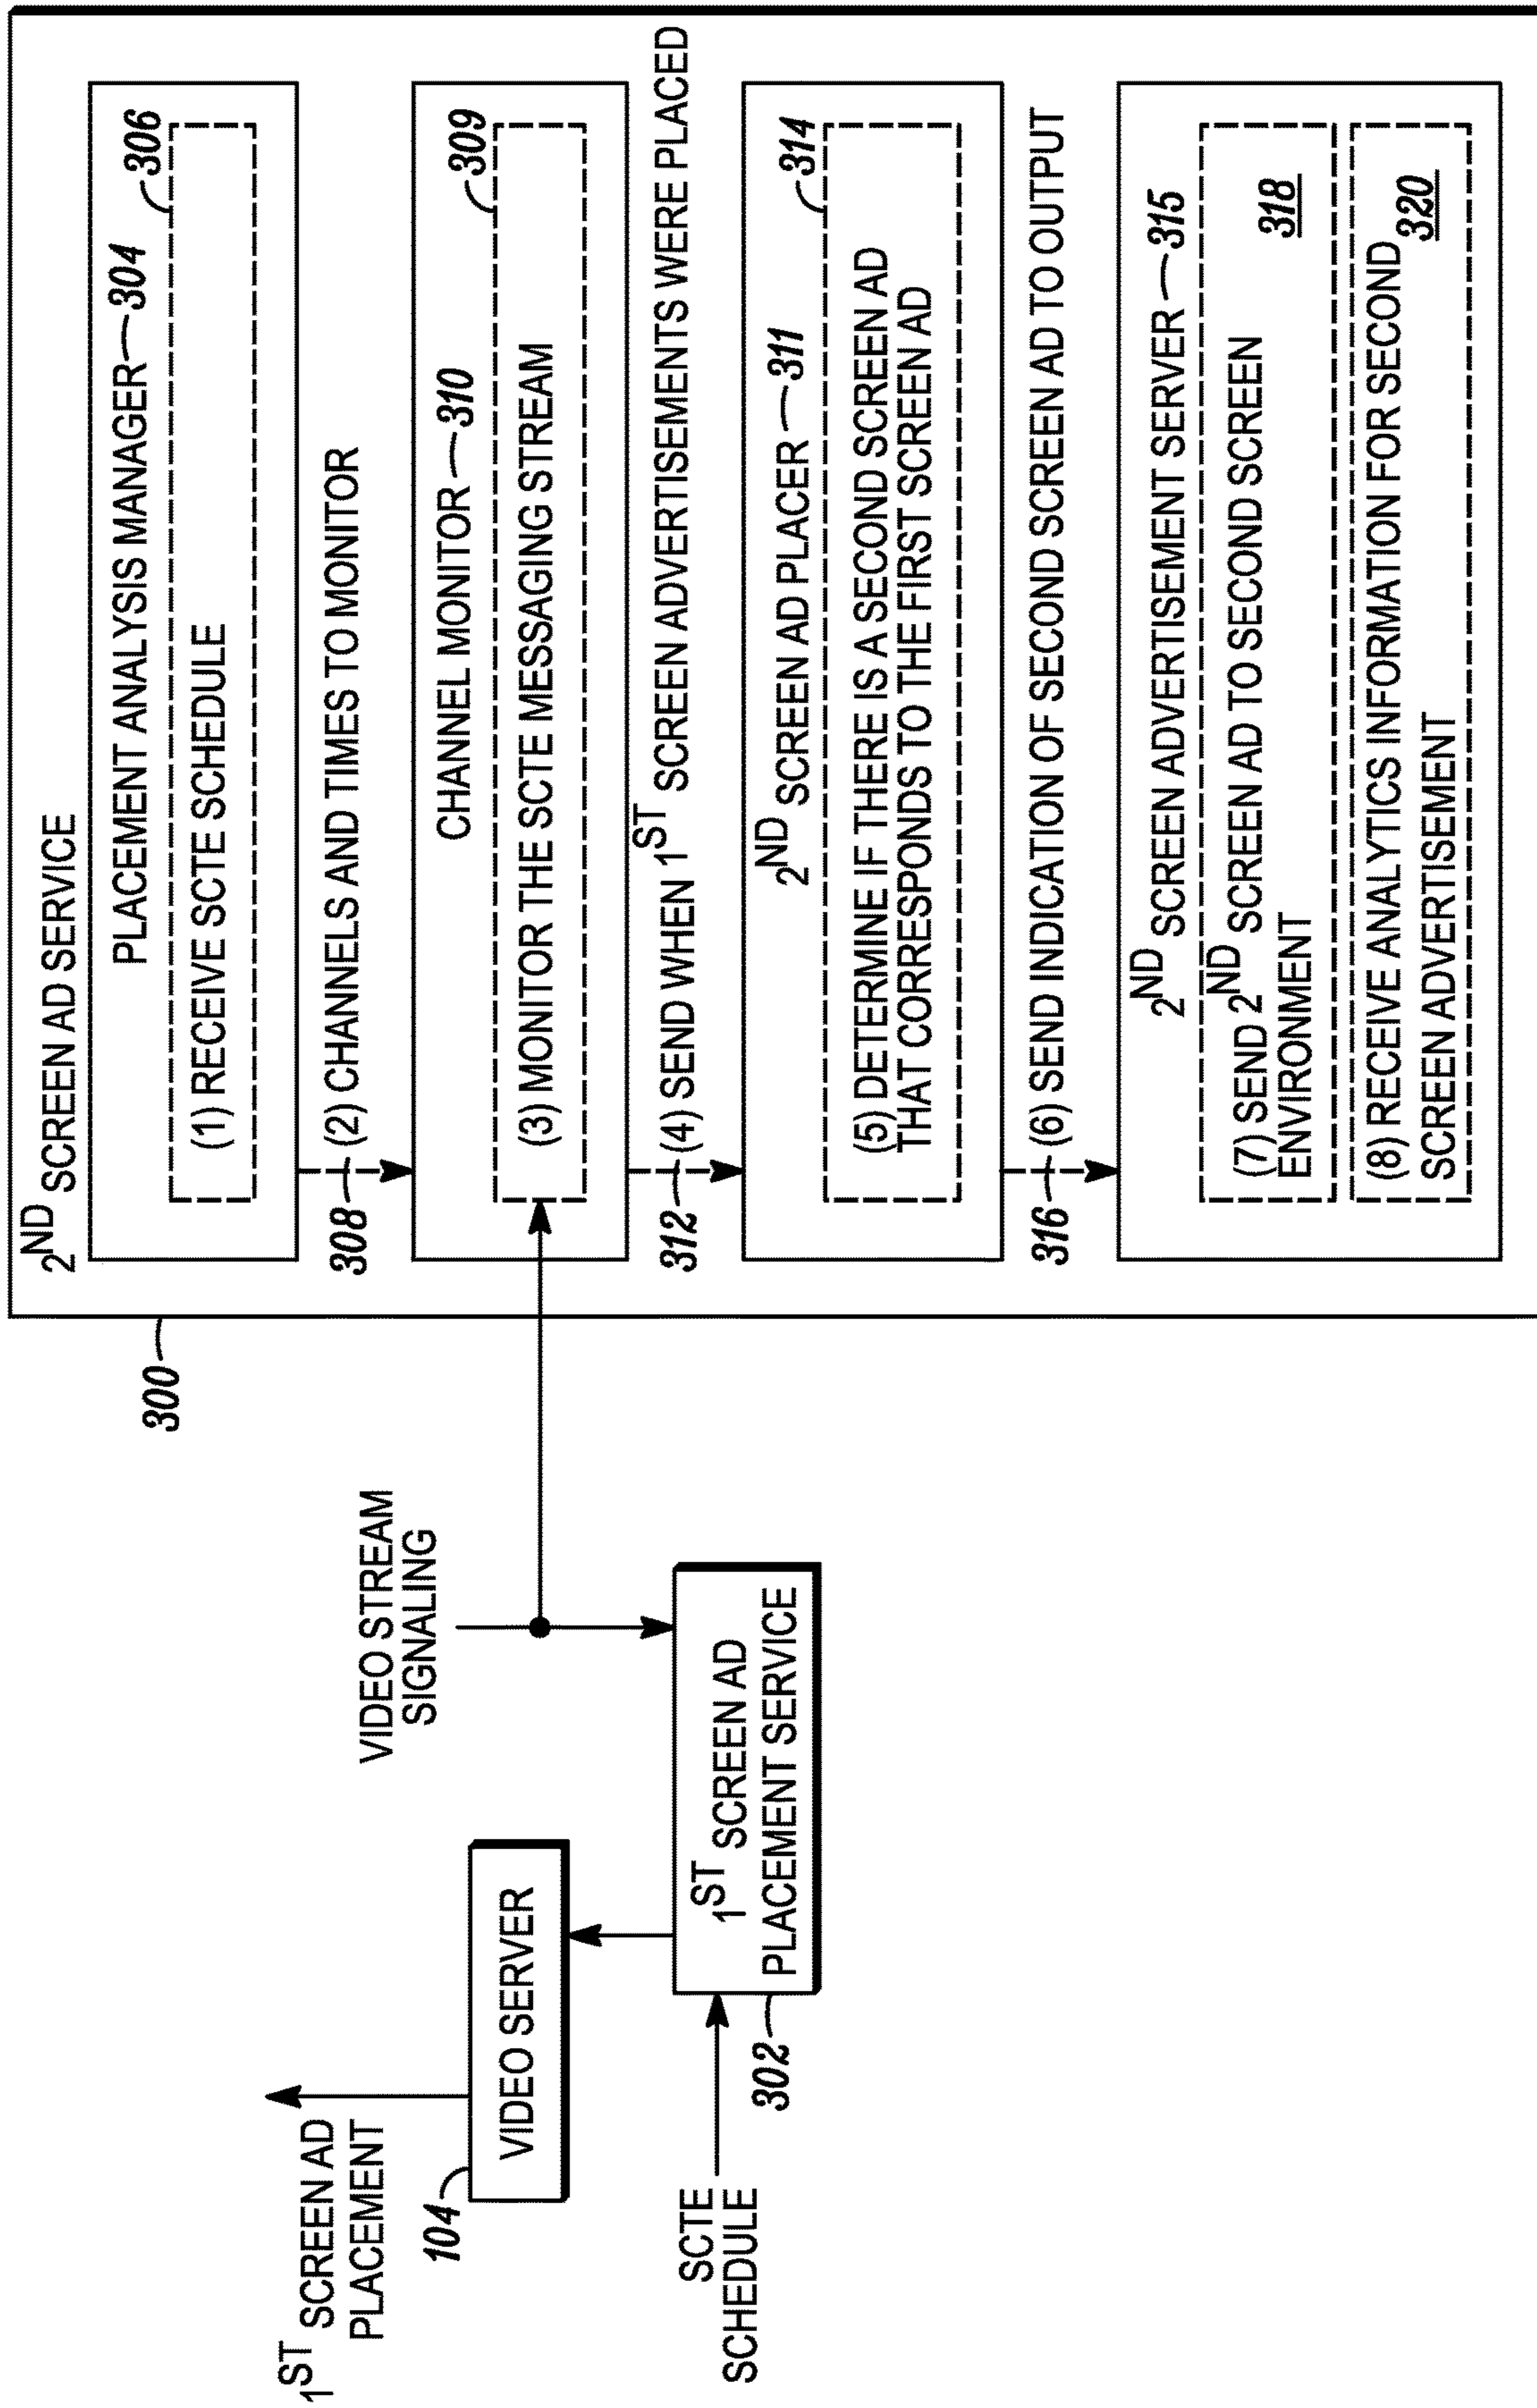 1ST SCREEN AD
PLACEMENT
104
VIDEO SERVER
SCTE
SCHEDULE
302
1ST SCREEN AD
PLACEMENT SERVICE
VIDEO STREAM
SIGNALING
300
2ND SCREEN AD SERVICE
PLACEMENT ANALYSIS MANAGER 304
306
(1) RECEIVE SCTE SCHEDULE
308 (2) CHANNELS AND TIMES TO MONITOR
CHANNEL MONITOR 310
309
(3) MONITOR THE SCTE MESSAGING STREAM
312 (4) SEND WHEN 1ST SCREEN ADVERTISEMENTS WERE PLACED
2ND SCREEN AD PLACER 311
314
(5) DETERMINE IF THERE IS A SECOND SCREEN AD
THAT CORRESPONDS TO THE FIRST SCREEN AD
316 (6) SEND INDICATION OF SECOND SCREEN AD TO OUTPUT
2ND SCREEN ADVERTISEMENT SERVER 315
(7) SEND 2ND SCREEN AD TO SECOND SCREEN
ENVIRONMENT 318
(8) RECEIVE ANALYTICS INFORMATION FOR SECOND
SCREEN ADVERTISEMENT 320